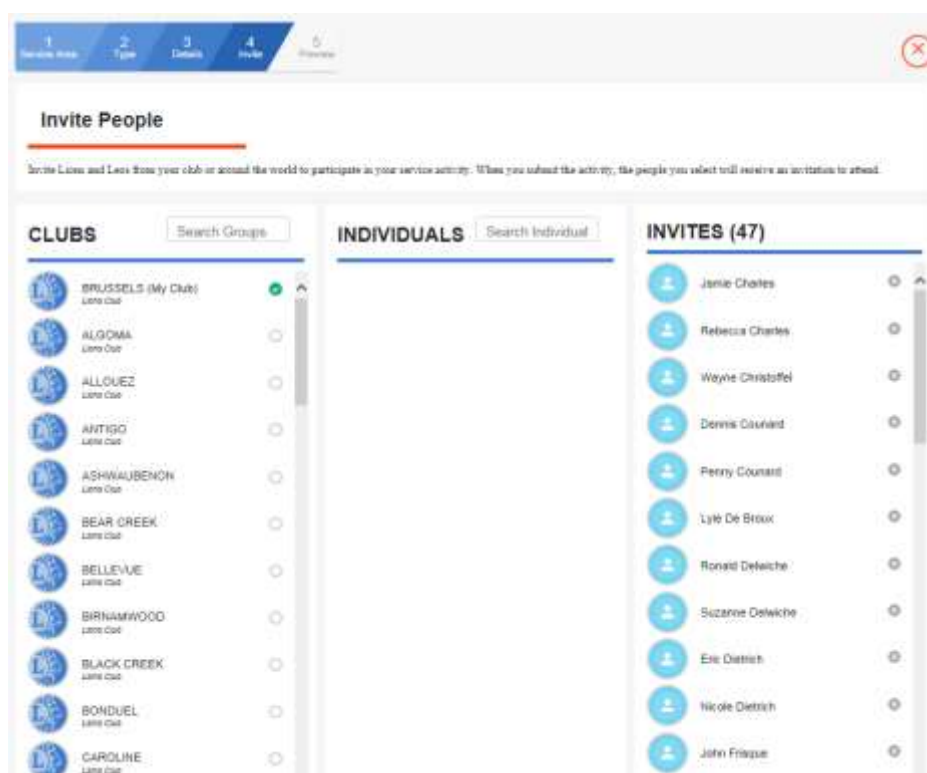 1 2 3 4 5
Service Area Type Details Invite Preview
Invite People
Invite Lions and Leos from your club or around the world to participate in your service activity. When you submit the activity, the people you select will receive an invitation to attend.
CLUBS
Search Groups
BRUSSELS (My Club)
Lions Club
ALGOMA
Lions Club
ALLOUEZ
Lions Club
ANTIGO
Lions Club
ASHWAUBENON
Lions Club
BEAR CREEK
Lions Club
BELLEVUE
Lions Club
BIRNAMWOOD
Lions Club
BLACK CREEK
Lions Club
BONDUEL
Lions Club
CAROLINE
Lions Club
INDIVIDUALS
Search Individual
INVITES (47)
Jamie Charles
Rebecca Charles
Wayne Christoffel
Dennis Counard
Penny Counard
Lyle De Broux
Ronald Delwiche
Suzanne Delwiche
Eric Dietrich
Nicole Dietrich
John Frisque